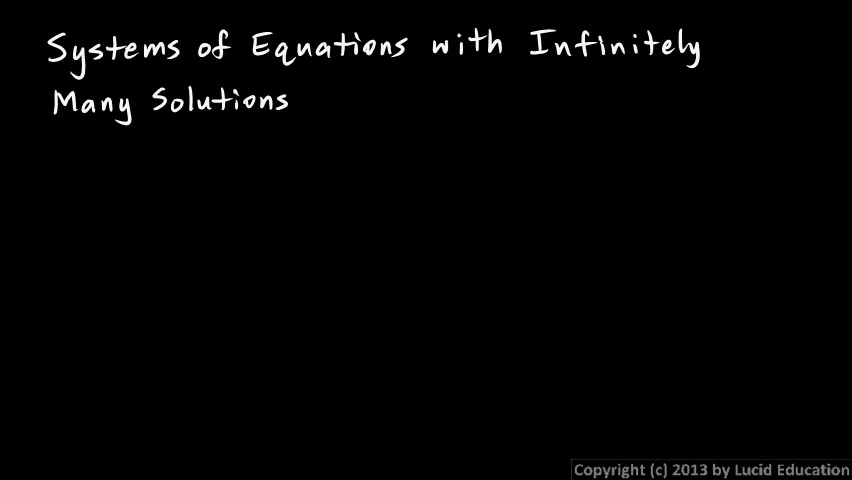 Systems of Equations with Infinitely
Many Solutions
Copyright (c) 2013 by Lucid Education